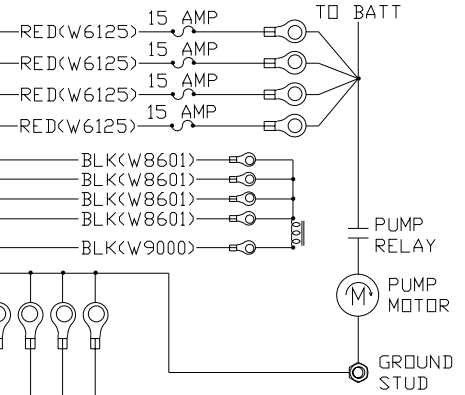 TO BATT
15 AMP
RED(W6125)
15 AMP
RED(W6125)
15 AMP
RED(W6125)
15 AMP
RED(W6125)
BLK(W8601)
BLK(W8601)
BLK(W8601)
BLK(W8601)
BLK(W9000)
PUMP
RELAY
M
PUMP
MOTOR
GROUND
STUD